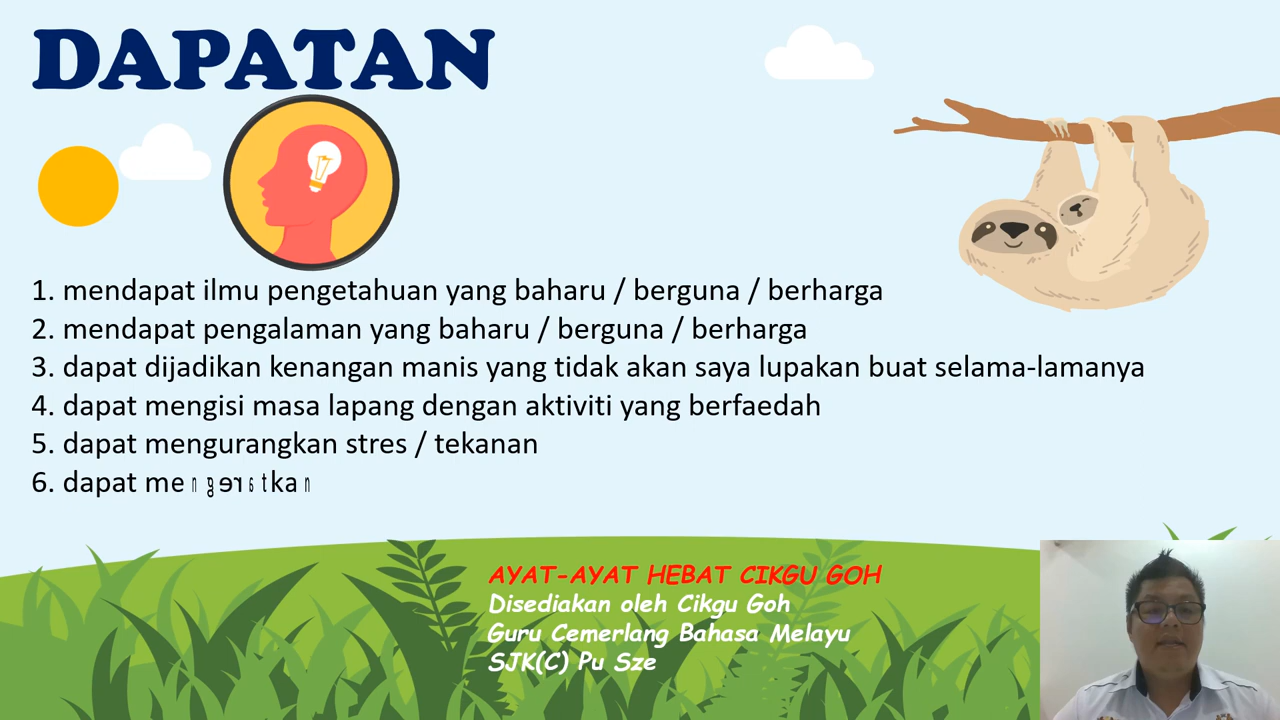 DAPATAN
1. mendapat ilmu pengetahuan yang baharu / berguna / berharga
2. mendapat pengalaman yang baharu / berguna / berharga
3. dapat dijadikan kenangan manis yang tidak akan saya lupakan buat selama-lamanya
4. dapat mengisi masa lapang dengan aktiviti yang berfaedah
5. dapat mengurangkan stres / tekanan
6. dapat
AYAT-AYAT HEBAT CIKGU GOH
Disediakan oleh Cikgu Goh
Guru Cemerlang Bahasa Melayu
SJK(C) Pu Sze